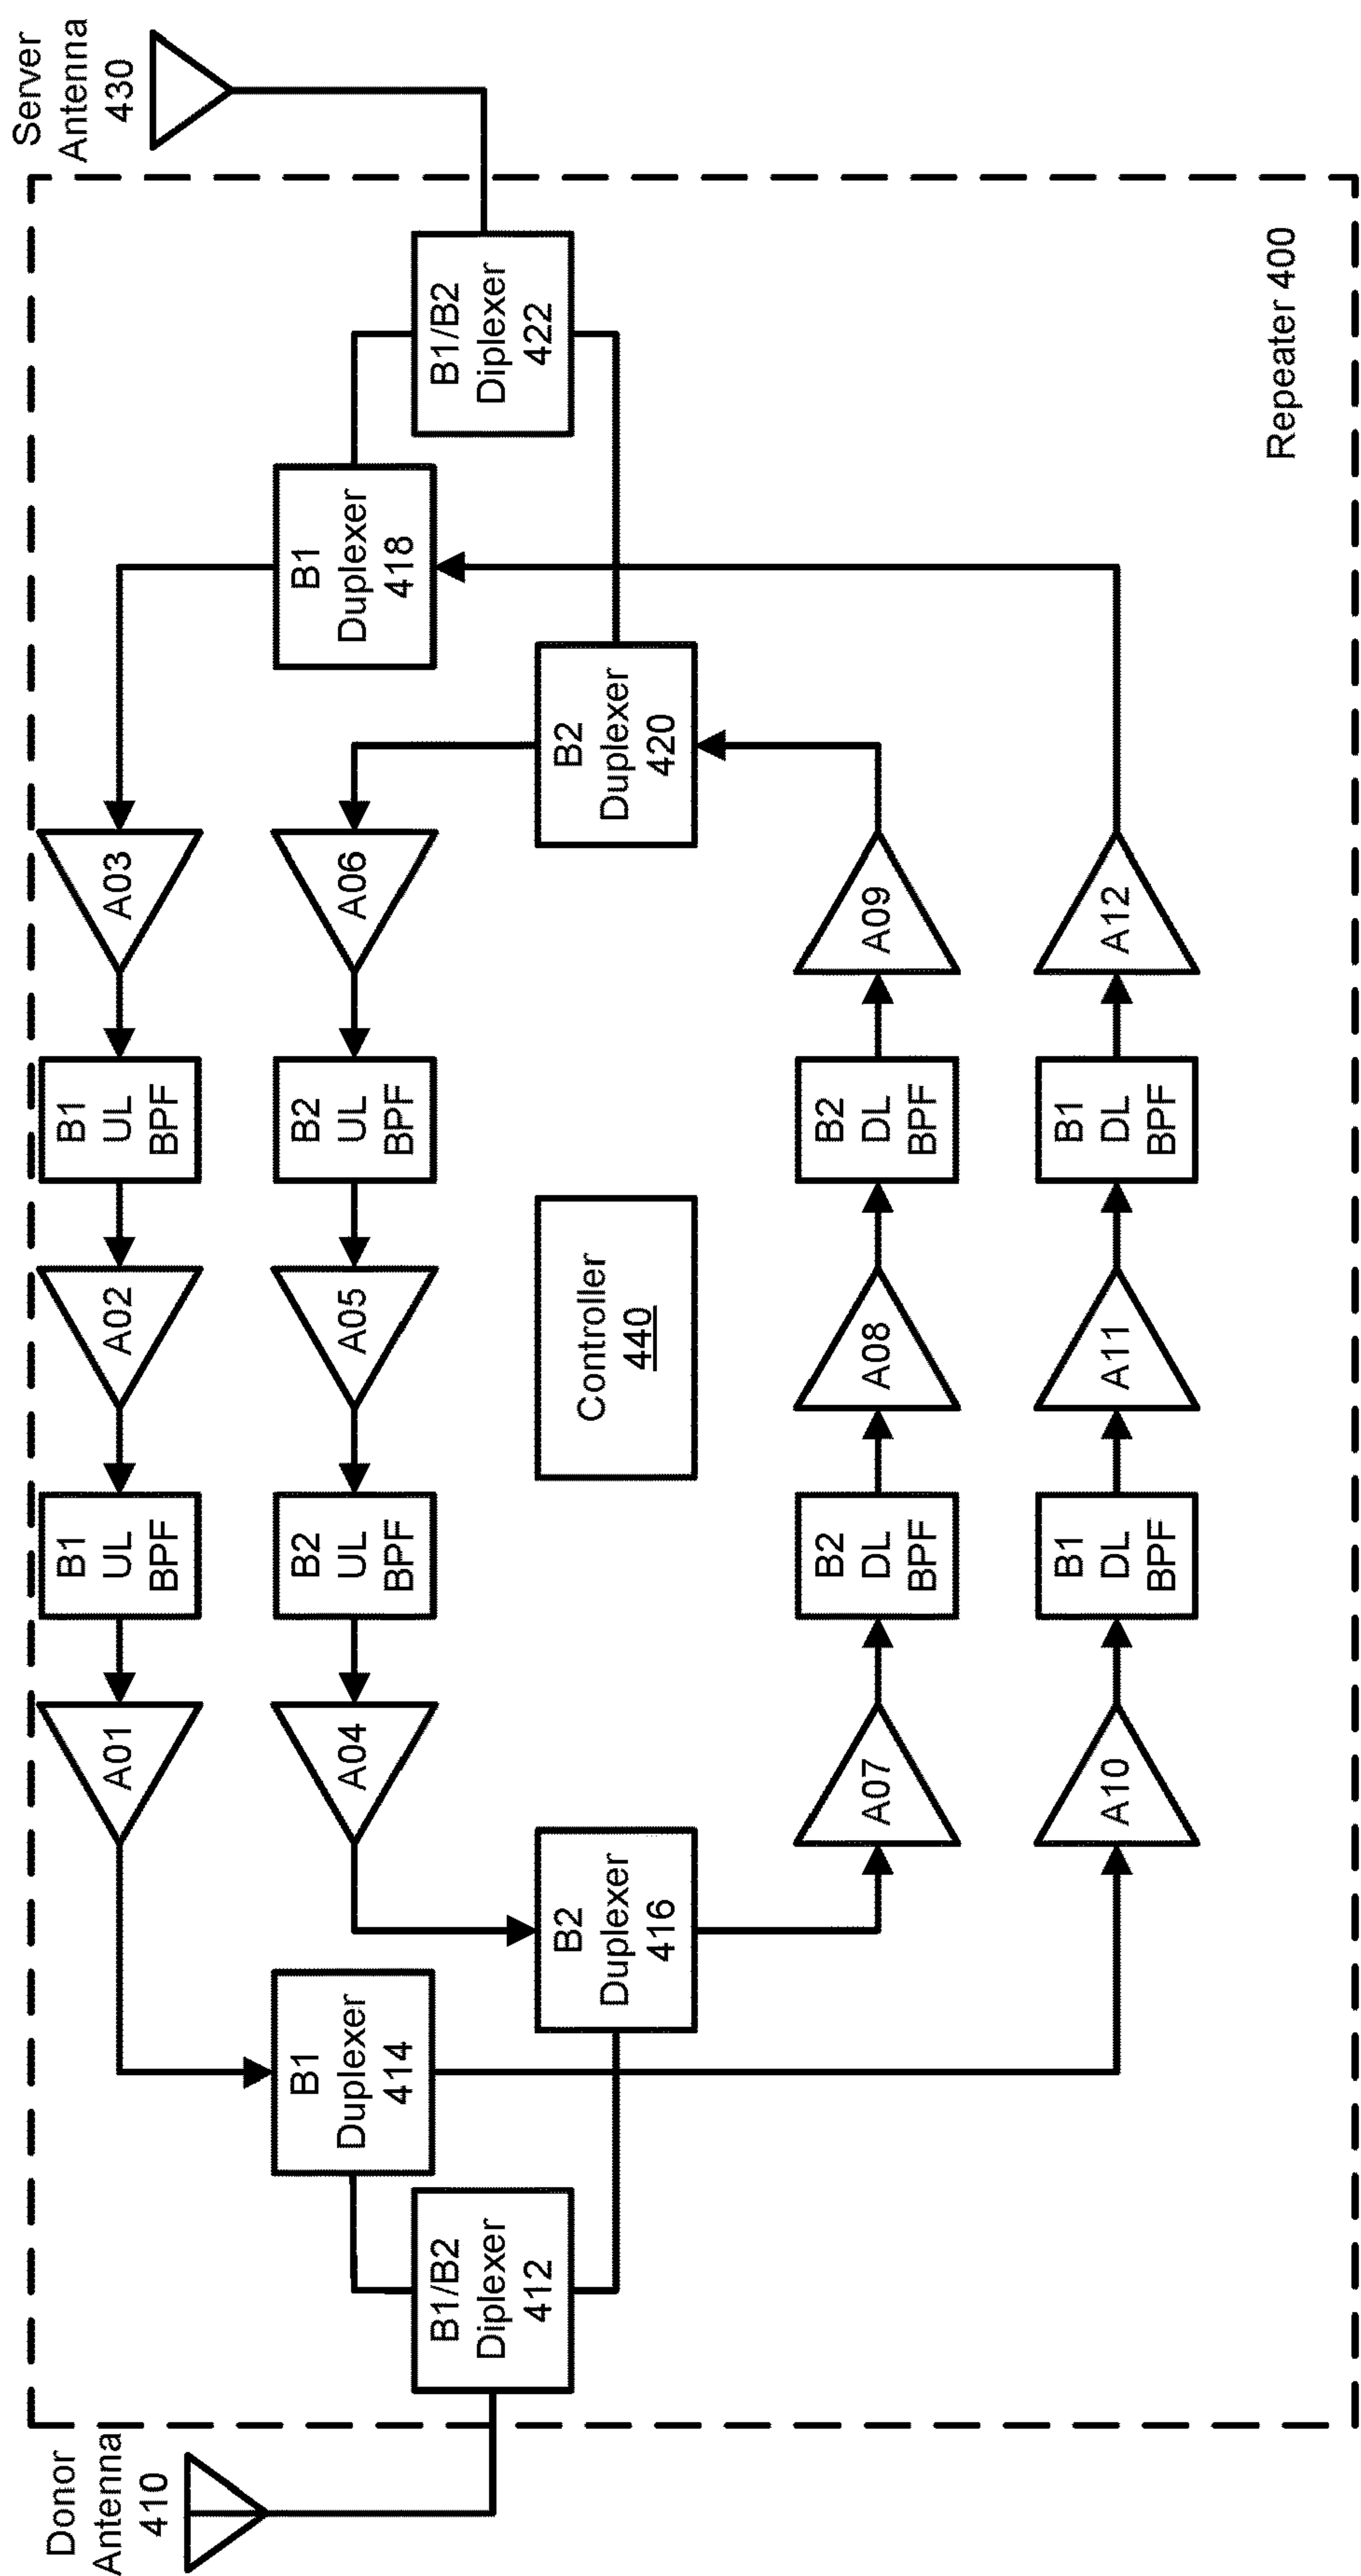 Donor
Antenna
410
Server
Antenna
430
B1/B2
Diplexer
412
B1
Duplexer
414
B2
Duplexer
416
A01
B1
UL
BPF
A02
B1
UL
BPF
A03
A04
B2
UL
BPF
A05
B2
UL
BPF
A06
Controller
440
B1
Duplexer
418
B2
Duplexer
420
B1/B2
Diplexer
422
A07
B2
DL
BPF
A08
B2
DL
BPF
A09
A10
B1
DL
BPF
A11
B1
DL
BPF
A12
Repeater 400